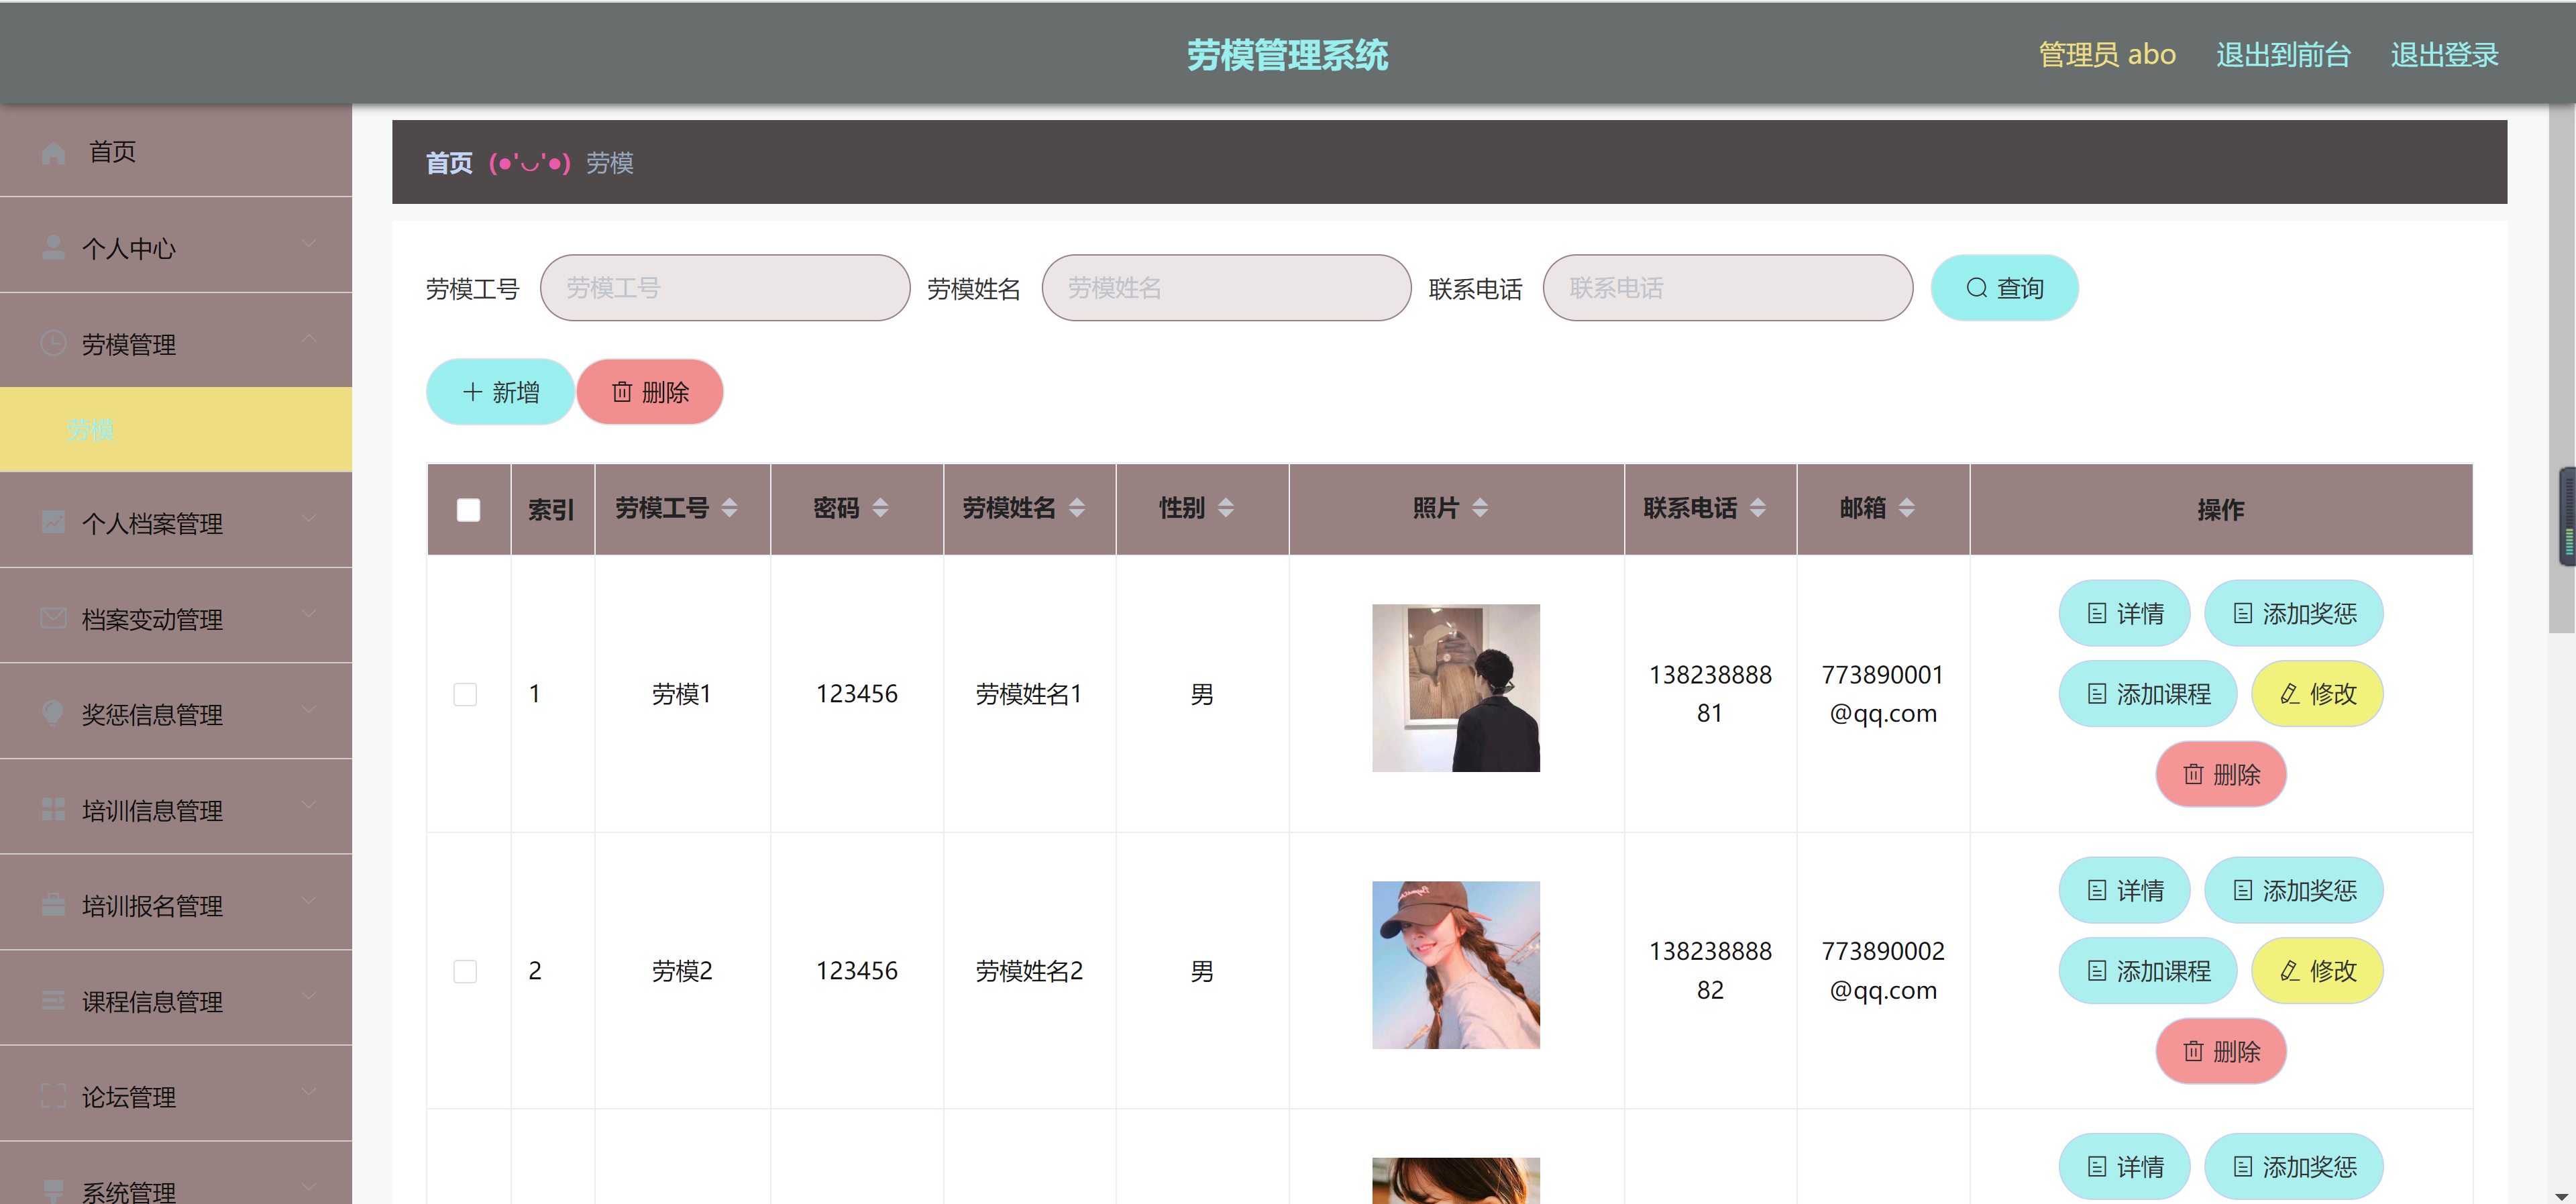 劳模管理系统
管理员 abo 退出到前台 退出登录
首页
个人中心
劳模管理
劳模
个人档案管理
档案变动管理
奖惩信息管理
培训信息管理
培训报名管理
课程信息管理
论坛管理
系统管理
首页 (●'◡'●) 劳模
劳模工号 劳模工号 劳模姓名 劳模姓名 联系电话 联系电话 查询
新增 删除
索引 劳模工号 密码 劳模姓名 性别 照片 联系电话 邮箱 操作
1 劳模1 123456 劳模姓名1 男 138238888
81 773890001
@qq.com
详情 添加奖惩
添加课程 修改
删除
2 劳模2 123456 劳模姓名2 男 138238888
82 773890002
@qq.com
详情 添加奖惩
添加课程 修改
删除
详情 添加奖惩